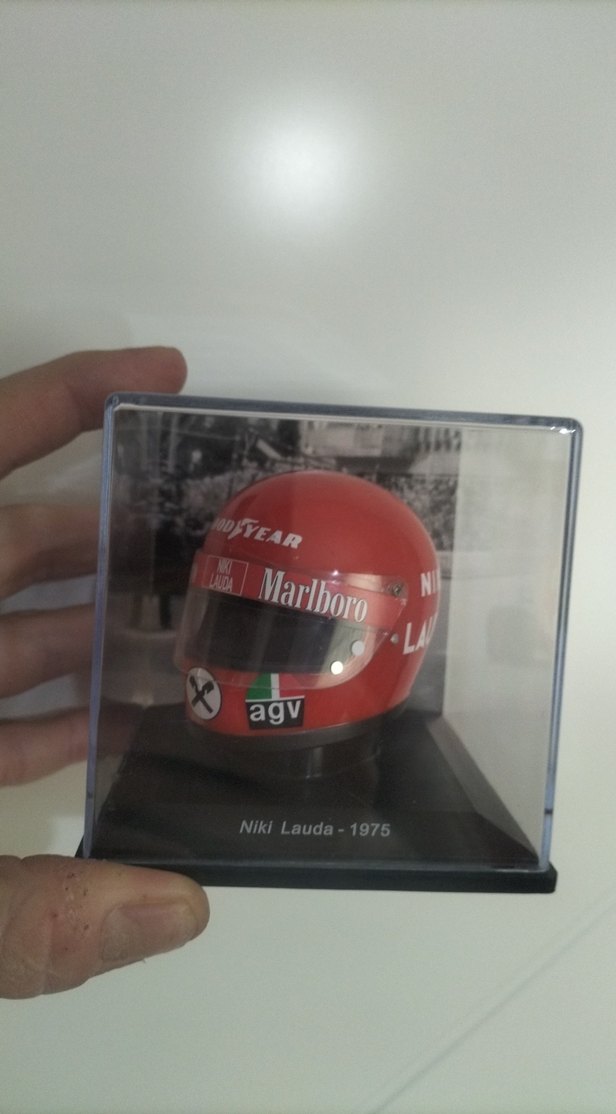 GOODYEAR
NIKI
LAUDA
Marlboro
agv
Niki Lauda - 1975